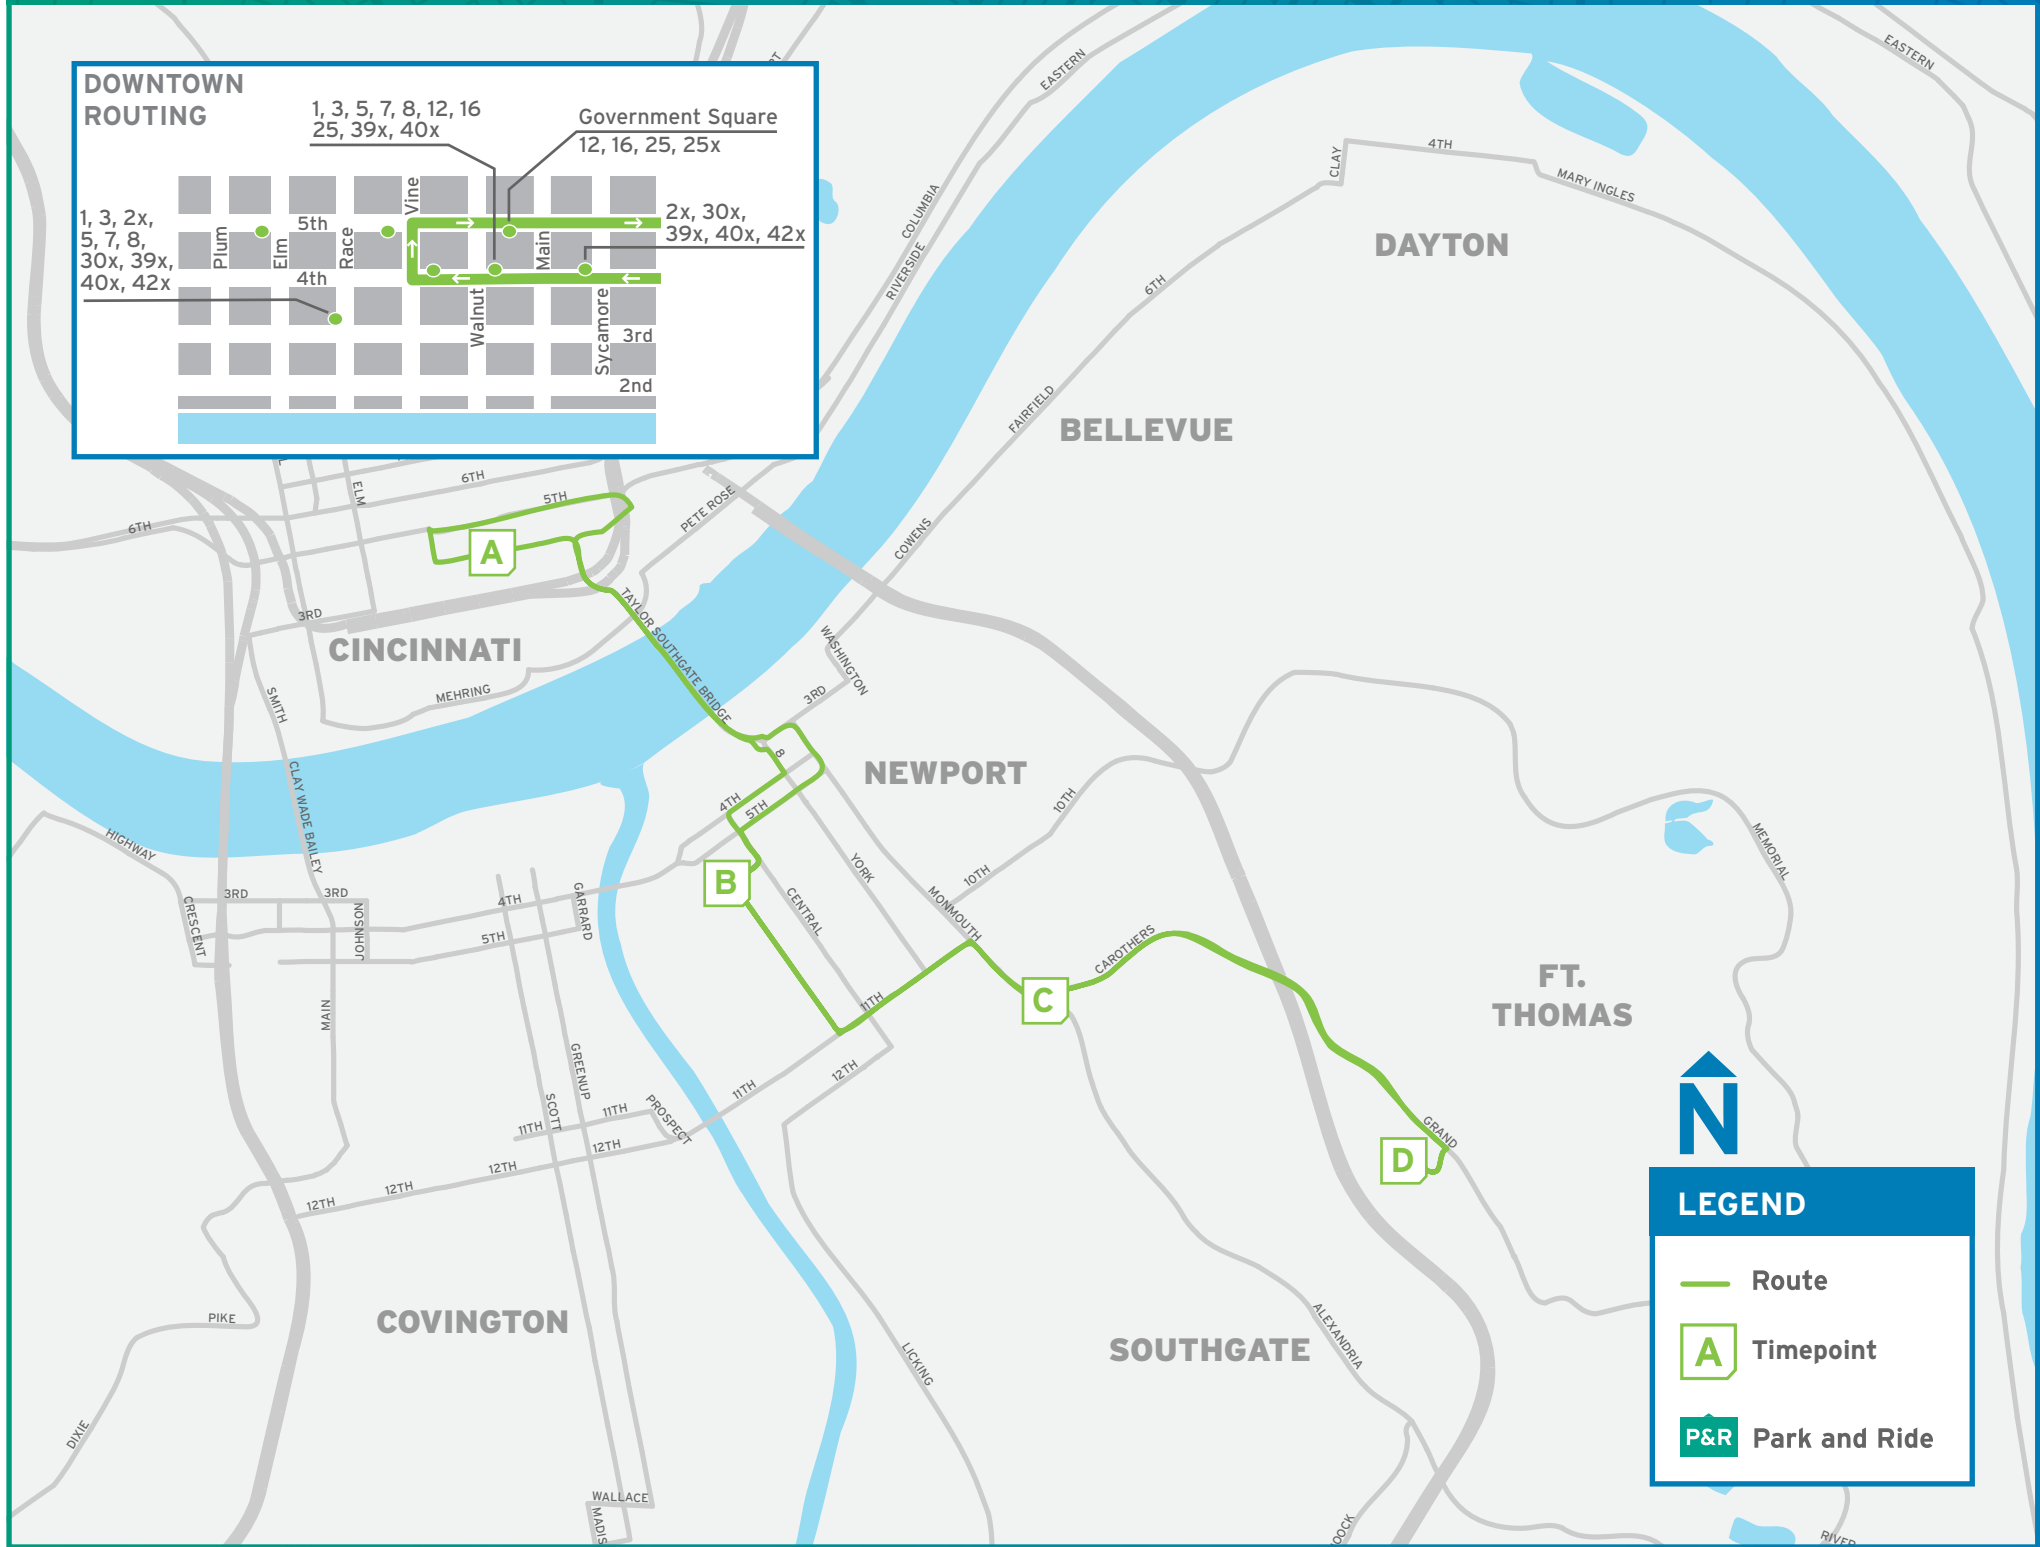 DOWNTOWN
ROUTING
1, 3, 5, 7, 8, 12, 16
25, 39x, 40x
Government Square
12, 16, 25, 25x
1, 3, 2x,
5, 7, 8,
30x, 39x,
40x, 42x
2x, 30x,
39x, 40x, 42x
Plum
Elm
Race
Vine
Main
Walnut
Sycamore
5th
4th
3rd
2nd
EASTERN
EASTERN
COLUMBIA
RIVERSIDE
CLAY
4TH
MARY INGLES
DAYTON
6TH
FAIRFIELD
BELLEVUE
COWENS
PETE ROSE
ELM
6TH
5TH
6TH
A
3RD
CINCINNATI
TAYLOR SOUTHGATE BRIDGE
WASHINGTON
3RD
MEHRING
SMITH
CLAY WADE BAILEY
8
NEWPORT
4TH
5TH
10TH
10TH
MEMORIAL
HIGHWAY
CRESCENT
3RD
3RD
JOHNSON
4TH
5TH
GARRARD
B
CENTRAL
YORK
MONMOUTH
CAROTHERS
C
FT.
THOMAS
MAIN
11TH
12TH
11TH
GREENUP
SCOTT
11TH
11TH
PROSPECT
12TH
12TH
12TH
12TH
GRAND
D
N
PIKE
DIXIE
COVINGTON
SOUTHGATE
LICKING
ALEXANDRIA
WALLACE
LEGEND
Route
A
Timepoint
P&R
Park and Ride